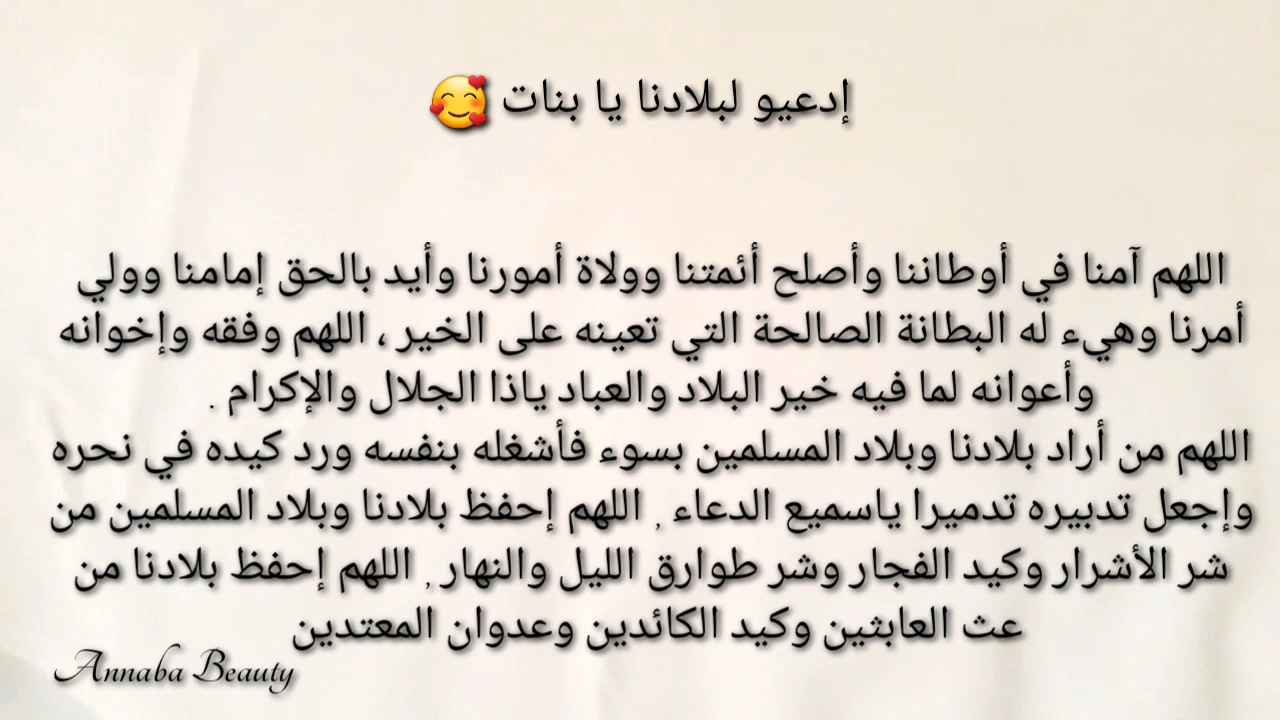 إدعيو لبلادنا يا بنات 🥰
اللهم آمنا في أوطاننا وأصلح أئمتنا وولاة أمورنا وأيد بالحق إمامنا وولي
أمرنا وهيء له البطانة الصالحة التي تعينه على الخير ، اللهم وفقه وإخوانه
وأعوانه لما فيه خير البلاد والعباد ياذا الجلال والإكرام .
اللهم من أراد بلادنا وبلاد المسلمين بسوء فأشغله بنفسه ورد كيده في نحره
وإجعل تدبيره تدميرا ياسميع الدعاء , اللهم إحفظ بلادنا وبلاد المسلمين من
شر الأشرار وكيد الفجار وشر طوارق الليل والنهار , اللهم إحفظ بلادنا من
عث العابثين وكيد الكائدين وعدوان المعتدين
Annaba Beauty